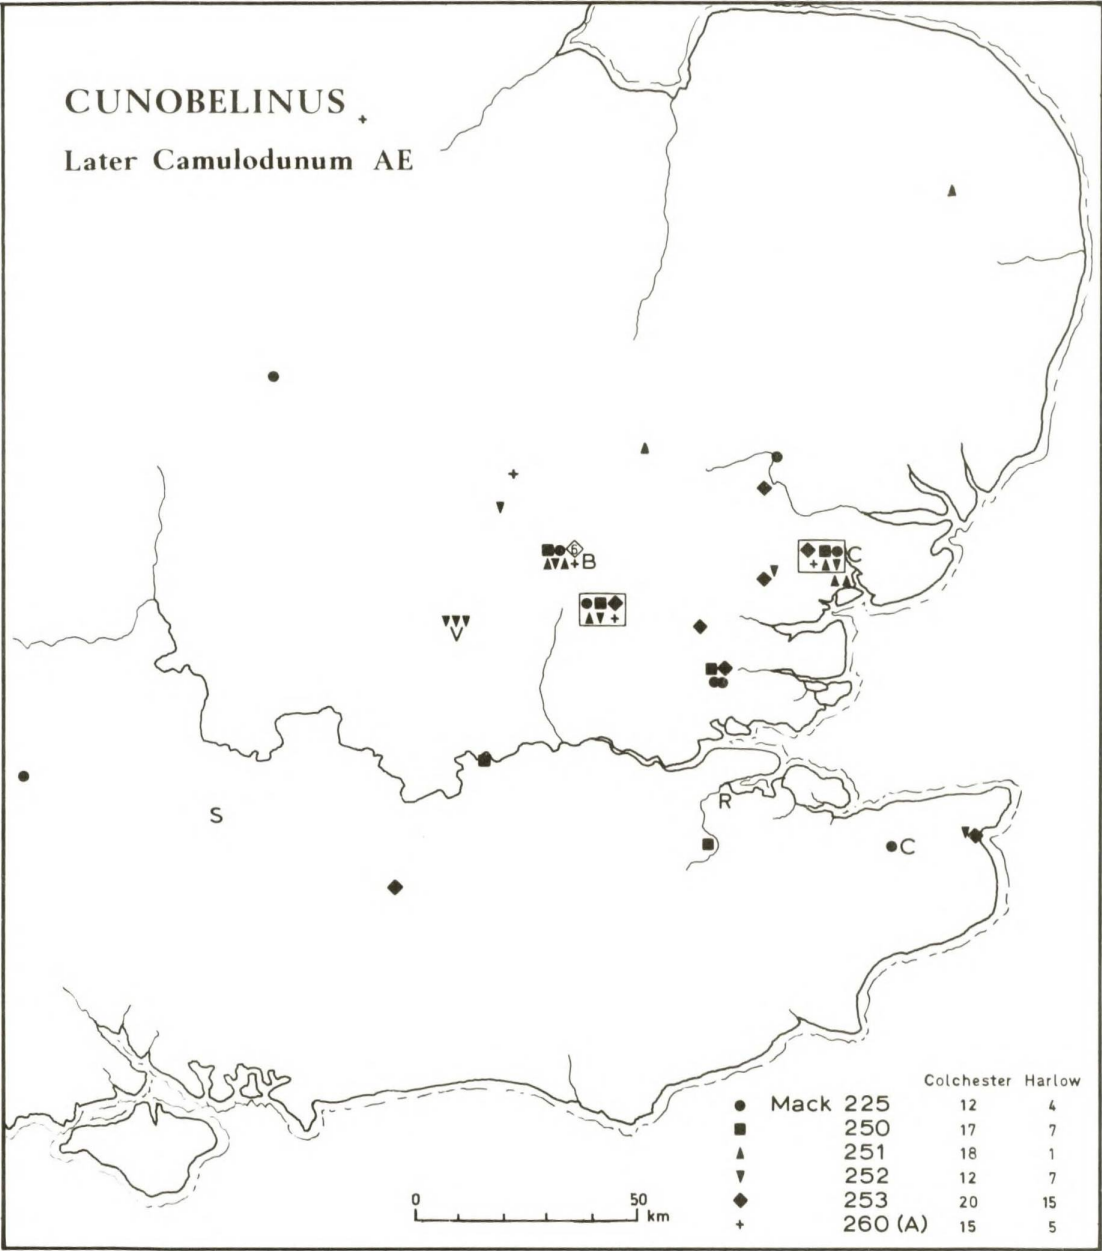 CUNOBELINUS
Later Camulodunum AE
6
B
C
V
S
R
C
Colchester Harlow
Mack 225 12 4
250 17 7
251 18 1
252 12 7
253 20 15
260 (A) 15 5
0 50
km